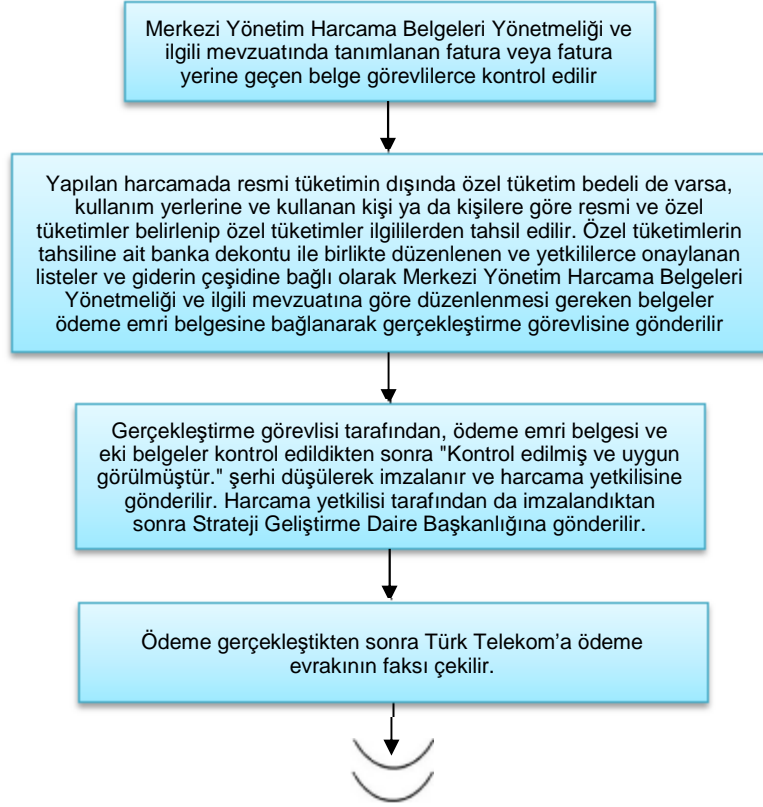 Merkezi Yönetim Harcama Belgeleri Yönetmeliği ve
ilgili mevzuatında tanımlanan fatura veya fatura
yerine geçen belge görevlilerce kontrol edilir
Yapılan harcamada resmi tüketimin dışında özel tüketim bedeli de varsa,
kullanım yerlerine ve kullanan kişi ya da kişilere göre resmi ve özel
tüketimler belirlenip özel tüketimler ilgililerden tahsil edilir. Özel tüketimlerin
tahsiline ait banka dekontu ile birlikte düzenlenen ve yetkililerce onaylanan
listeler ve giderin çeşidine bağlı olarak Merkezi Yönetim Harcama Belgeleri
Yönetmeliği ve ilgili mevzuatına göre düzenlenmesi gereken belgeler
ödeme emri belgesine bağlanarak gerçekleştirme görevlisine gönderilir
Gerçekleştirme görevlisi tarafından, ödeme emri belgesi ve
eki belgeler kontrol edildikten sonra "Kontrol edilmiş ve uygun
görülmüştür." şerhi düşülerek imzalanır ve harcama yetkilisine
gönderilir. Harcama yetkilisi tarafından da imzalandıktan
sonra Strateji Geliştirme Daire Başkanlığına gönderilir.
Ödeme gerçekleştikten sonra Türk Telekom’a ödeme
evrakının faksı çekilir.